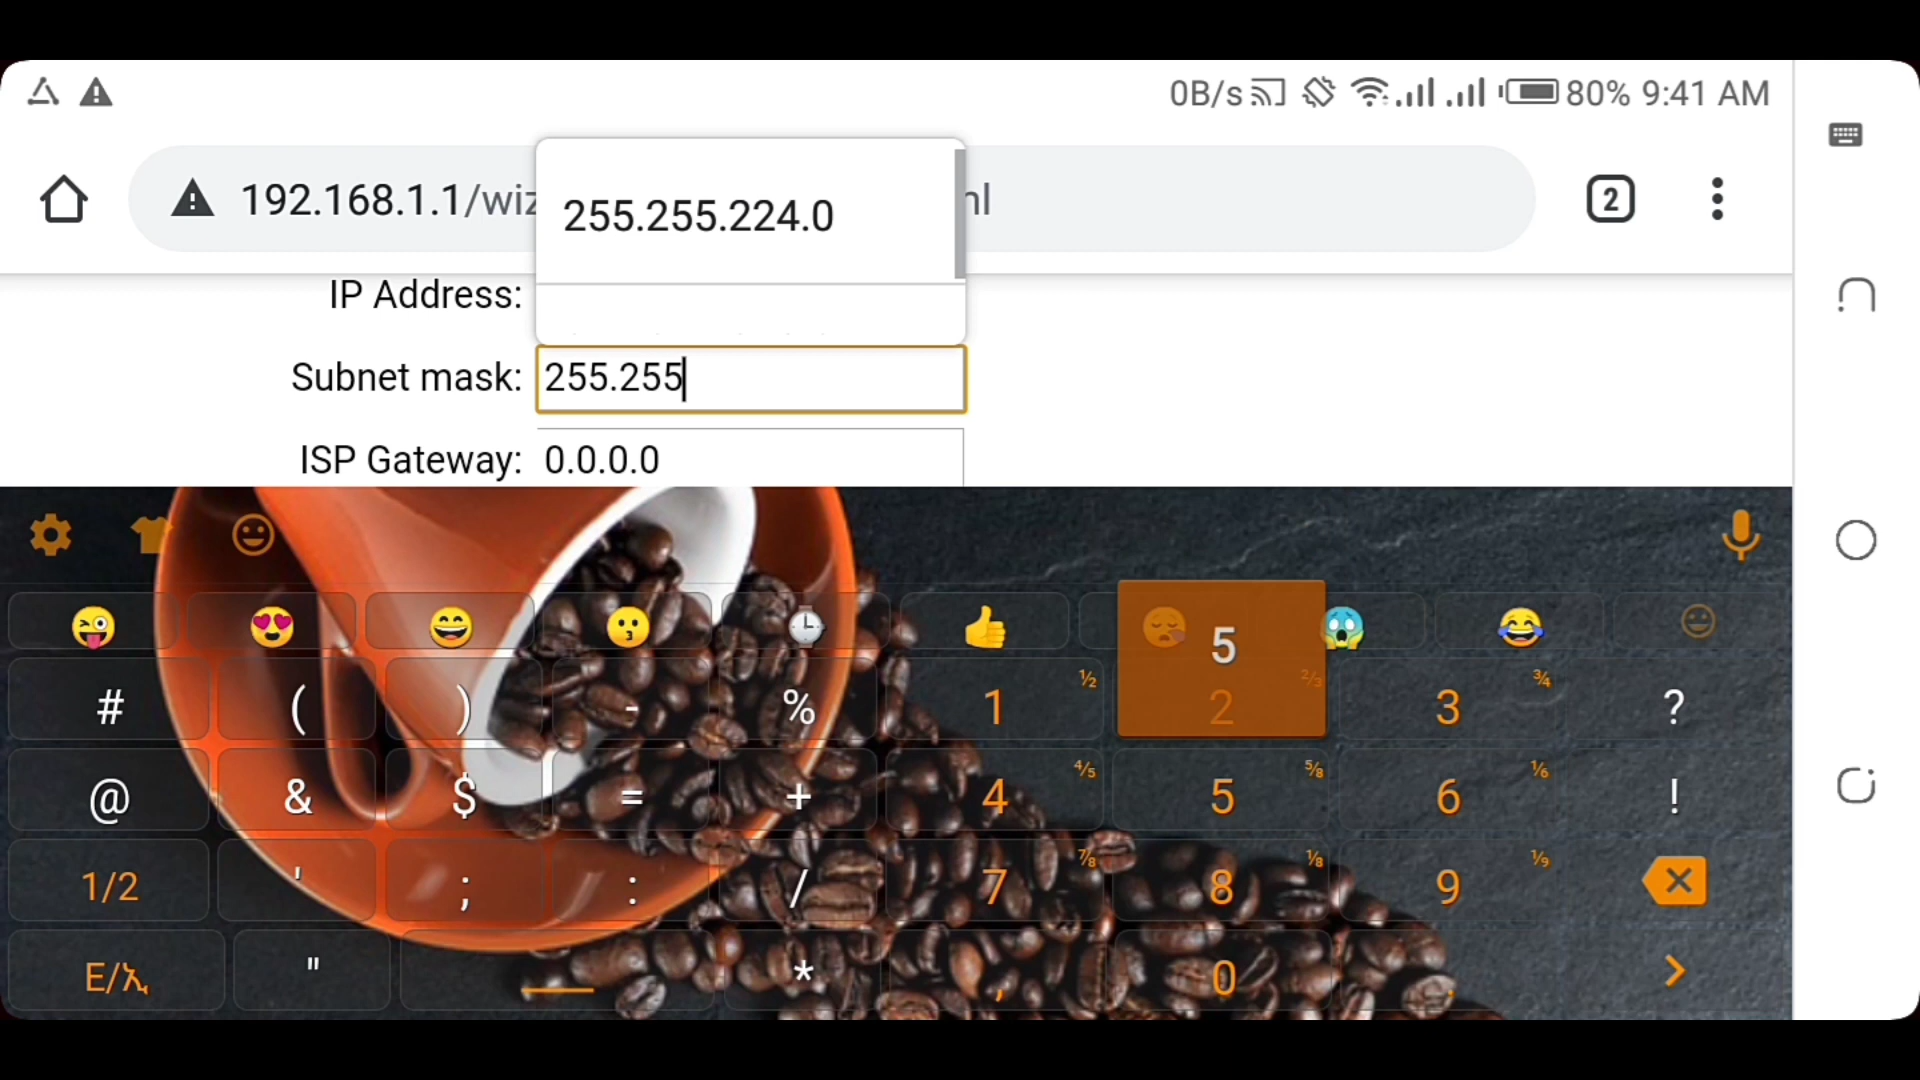 0B/s 80% 9:41 AM
192.168.1.1/wiz
nl
2
255.255.224.0
IP Address:
Subnet mask: 255.255
ISP Gateway: 0.0.0.0
5
# ( ) - % 1 ½ 2 ⅔ 3 ¾ ?
@ & $ = + 4 ⅘ 5 ⅝ 6 ⅙ !
1/2 ' ; : / 7 ⅞ 8 ⅛ 9 ⅑
E/ኢ " * , 0 .